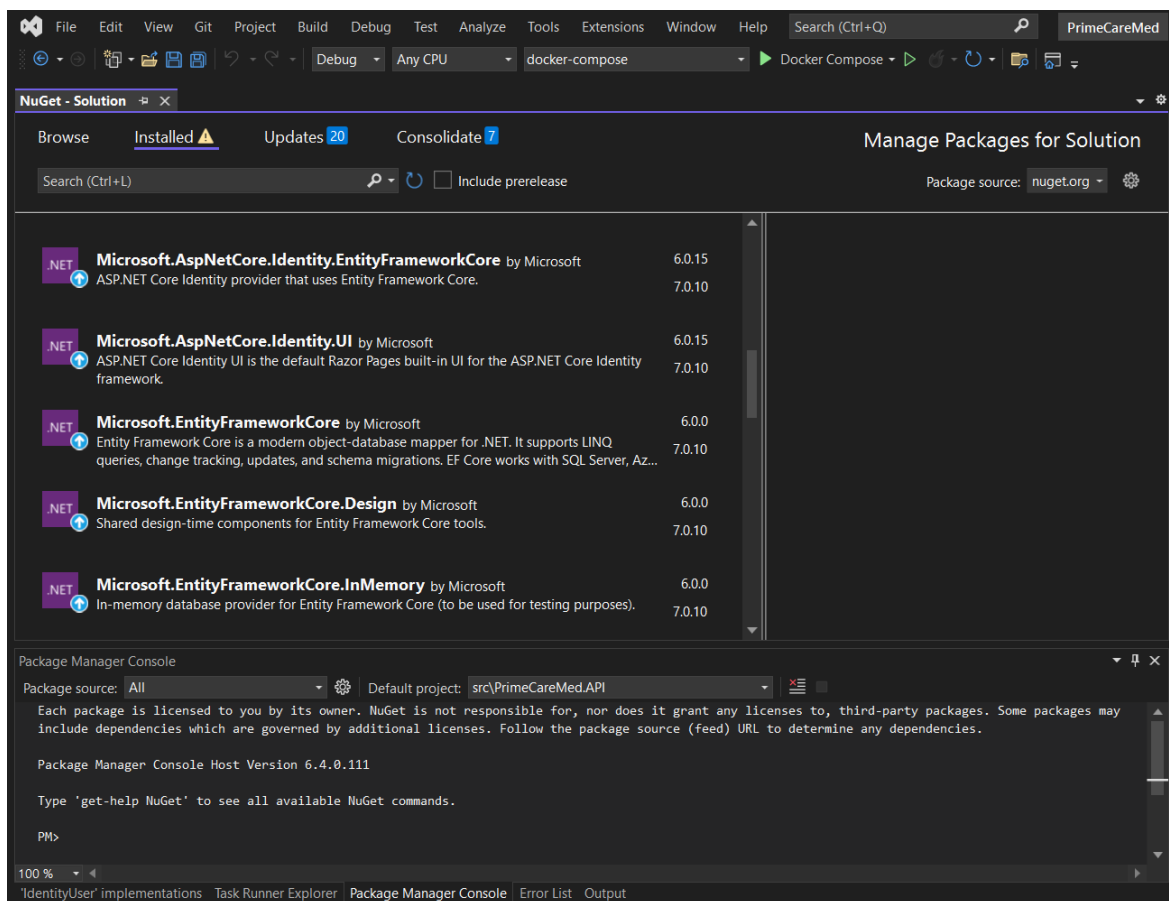 File Edit View Git Project Build Debug Test Analyze Tools Extensions Window Help Search (Ctrl+Q) PrimeCareMed
Debug Any CPU docker-compose Docker Compose
NuGet - Solution
Browse Installed Updates 20 Consolidate 7 Manage Packages for Solution
Search (Ctrl+L) Include prerelease Package source: nuget.org
.NET Microsoft.AspNetCore.Identity.EntityFrameworkCore by Microsoft 6.0.15
ASP.NET Core Identity provider that uses Entity Framework Core.
7.0.10
.NET Microsoft.AspNetCore.Identity.UI by Microsoft 6.0.15
ASP.NET Core Identity UI is the default Razor Pages built-in UI for the ASP.NET Core Identity
framework. 7.0.10
.NET Microsoft.EntityFrameworkCore by Microsoft 6.0.0
Entity Framework Core is a modern object-database mapper for .NET. It supports LINQ
queries, change tracking, updates, and schema migrations. EF Core works with SQL Server, Az... 7.0.10
.NET Microsoft.EntityFrameworkCore.Design by Microsoft 6.0.0
Shared design-time components for Entity Framework Core tools.
7.0.10
.NET Microsoft.EntityFrameworkCore.InMemory by Microsoft 6.0.0
In-memory database provider for Entity Framework Core (to be used for testing purposes).
7.0.10
Package Manager Console
Package source: All Default project: src\PrimeCareMed.API
Each package is licensed to you by its owner. NuGet is not responsible for, nor does it grant any licenses to, third-party packages. Some packages may
include dependencies which are governed by additional licenses. Follow the package source (feed) URL to determine any dependencies.
Package Manager Console Host Version 6.4.0.111
Type 'get-help NuGet' to see all available NuGet commands.
PM>
100 %
'IdentityUser' implementations Task Runner Explorer Package Manager Console Error List Output